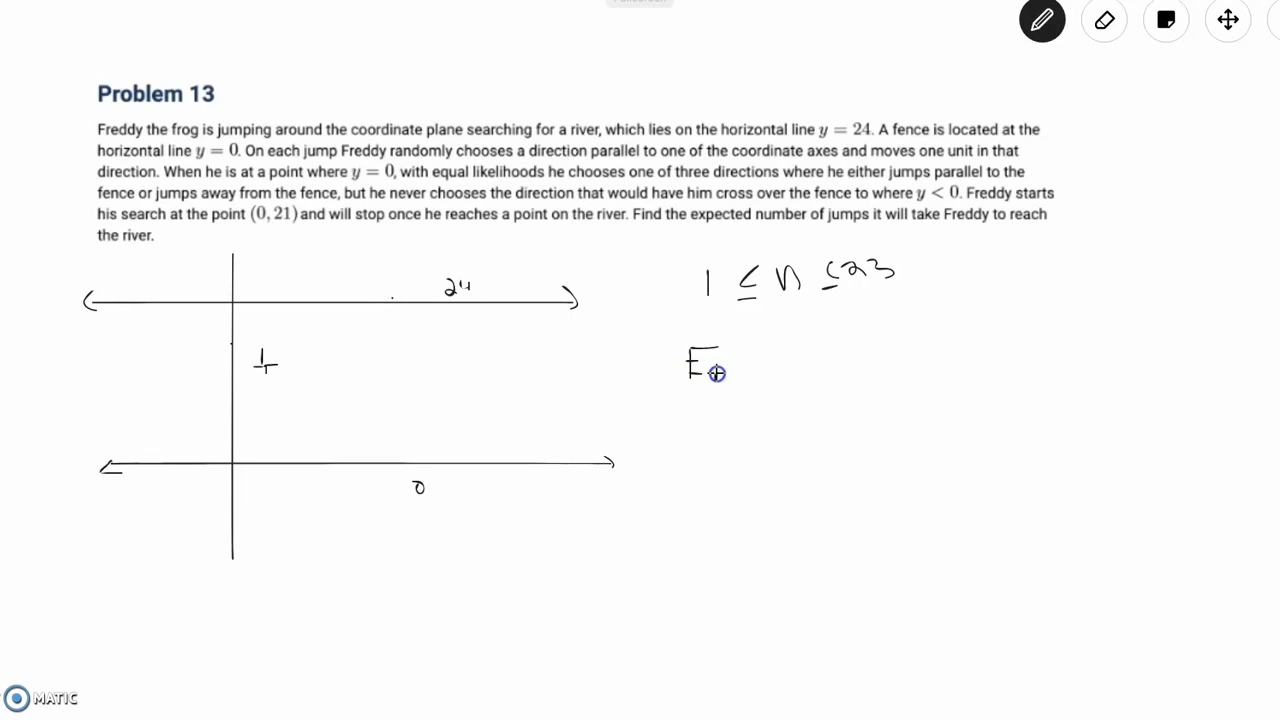 Problem 13
Freddy the frog is jumping around the coordinate plane searching for a river, which lies on the horizontal line y = 24. A fence is located at the
horizontal line y = 0. On each jump Freddy randomly chooses a direction parallel to one of the coordinate axes and moves one unit in that
direction. When he is at a point where y = 0, with equal likelihoods he chooses one of three directions where he either jumps parallel to the
fence or jumps away from the fence, but he never chooses the direction that would have him cross over the fence to where y < 0. Freddy starts
his search at the point (0, 21) and will stop once he reaches a point on the river. Find the expected number of jumps it will take Freddy to reach
the river.
1 ≤ n ≤ 23
24
E
0
MATIC